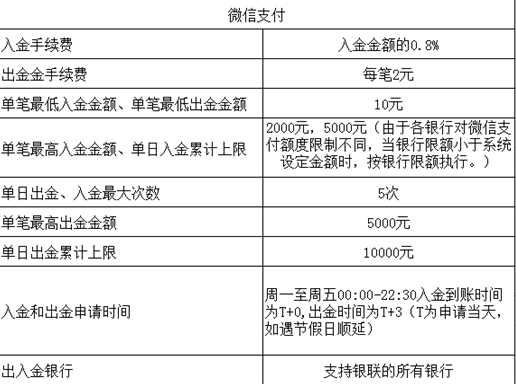 微信支付
入金手续费
入金金额的0.8%
出金金手续费
每笔2元
单笔最低入金金额、单笔最低出金金额
10元
单笔最高入金金额、单日入金累计上限
2000元，5000元（由于各银行对微信支
付额度限制不同，当银行限额小于系统
设定金额时，按银行限额执行。）
单日出金、入金最大次数
5次
单笔最高出金金额
5000元
单日出金累计上限
10000元
入金和出金申请时间
周一至周五00:00-22:30入金到账时间
为T+0,出金时间为T+3（T为申请当天，
如遇节假日顺延）
出入金银行
支持银联的所有银行